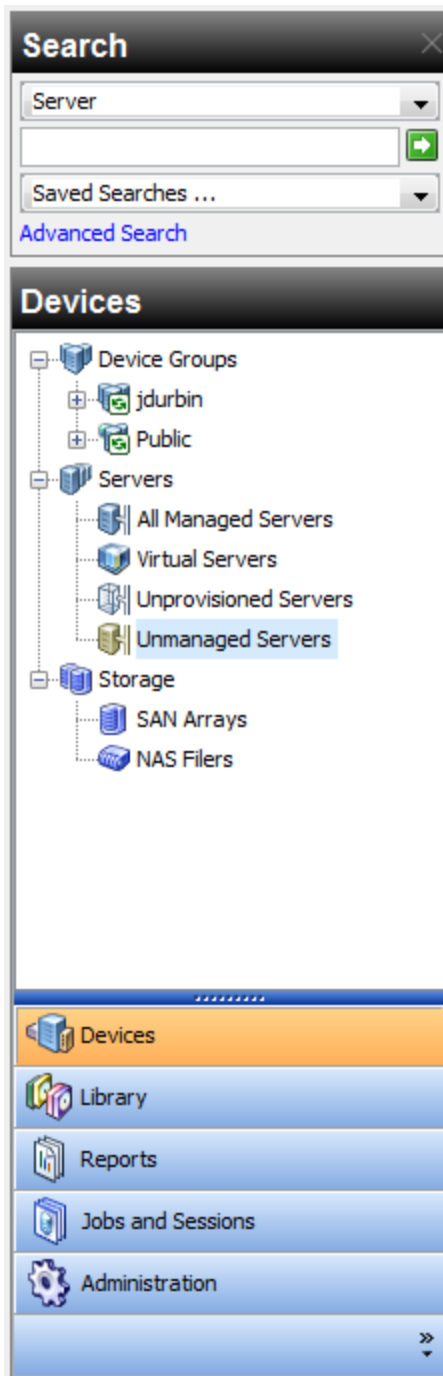 Search
Server
Saved Searches ...
Advanced Search
Devices
Device Groups
jdurbin
Public
Servers
All Managed Servers
Virtual Servers
Unprovisioned Servers
Unmanaged Servers
Storage
SAN Arrays
NAS Filers
Devices
Library
Reports
Jobs and Sessions
Administration